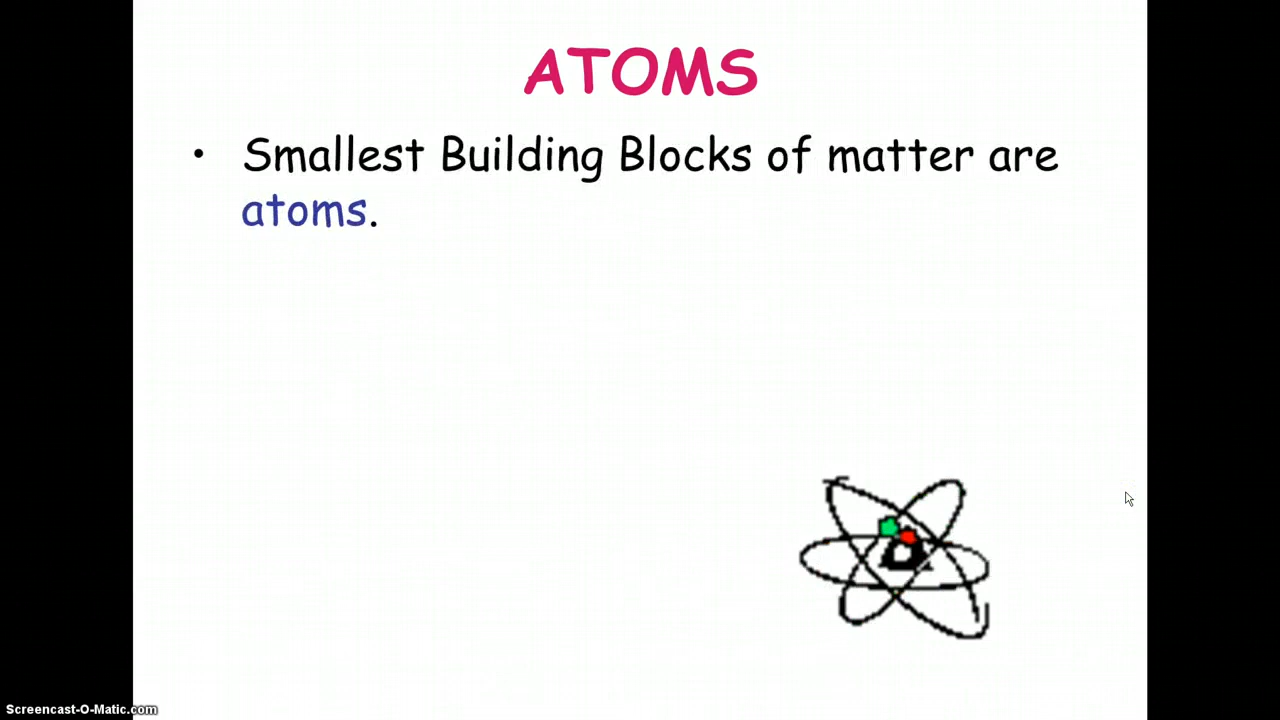 ATOMS
• Smallest Building Blocks of matter are
atoms.
Screencast-O-Matic.com